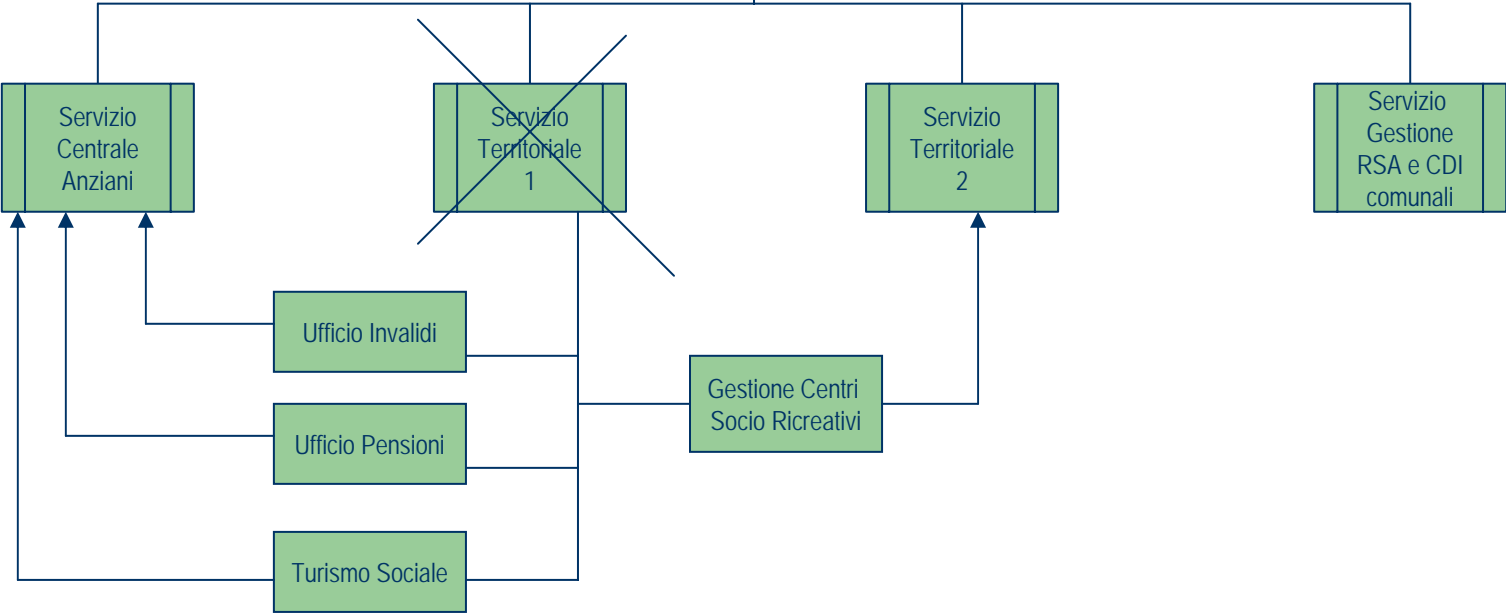 Servizio
Centrale
Anziani
Servizio
Territoriale
1
Servizio
Territoriale
2
Servizio
Gestione
RSA e CDI
comunali
Ufficio Invalidi
Gestione Centri
Socio Ricreativi
Ufficio Pensioni
Turismo Sociale